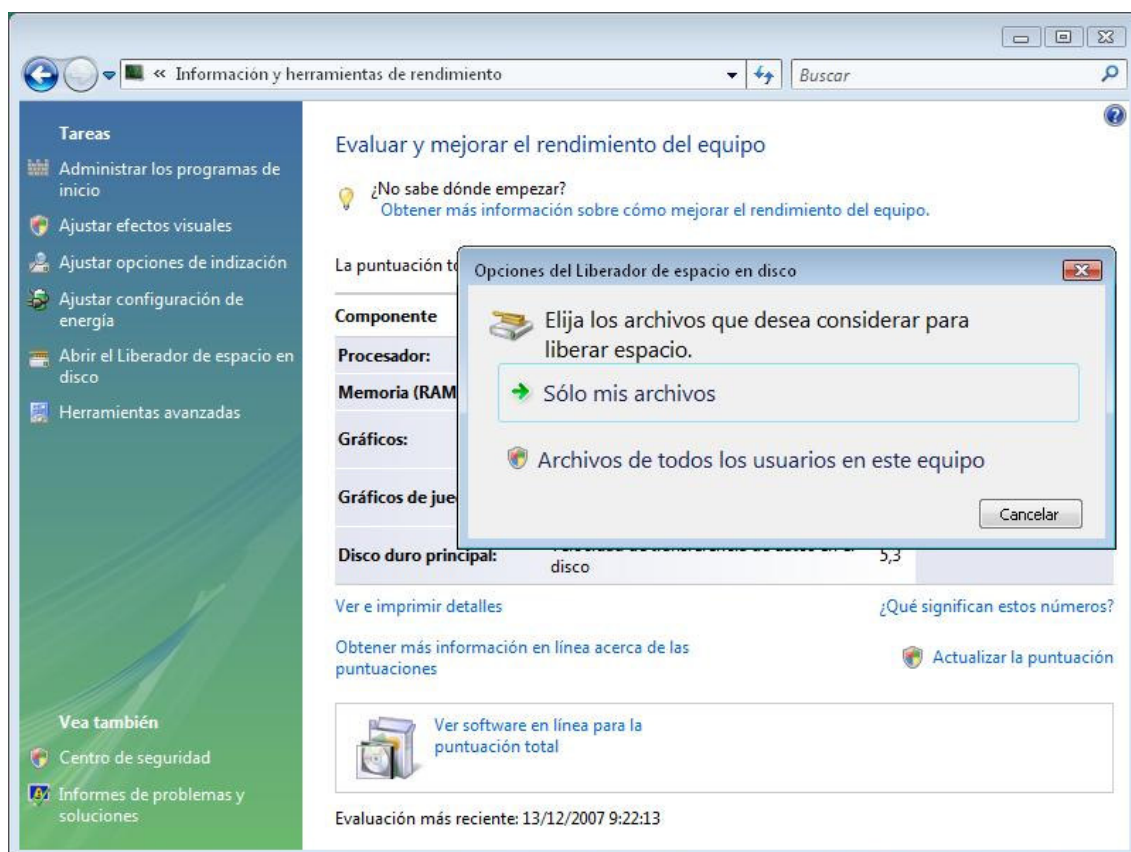 « Información y herramientas de rendimiento
Buscar
Tareas
Administrar los programas de
inicio
Ajustar efectos visuales
Ajustar opciones de indización
Ajustar configuración de
energía
Abrir el Liberador de espacio en
disco
Herramientas avanzadas
Vea también
Centro de seguridad
Informes de problemas y
soluciones
Evaluar y mejorar el rendimiento del equipo
¿No sabe dónde empezar?
Obtener más información sobre cómo mejorar el rendimiento del equipo.
La puntuación
Componente
Procesador:
Memoria (RAM
Gráficos:
Gráficos de
Disco duro principal:
disco
5,3
Opciones del Liberador de espacio en disco
Elija los archivos que desea considerar para
liberar espacio.
Sólo mis archivos
Archivos de todos los usuarios en este equipo
Cancelar
Ver e imprimir detalles
¿Qué significan estos números?
Obtener más información en línea acerca de las
puntuaciones
Actualizar la puntuación
Ver software en línea para la
puntuación total
Evaluación más reciente: 13/12/2007 9:22:13